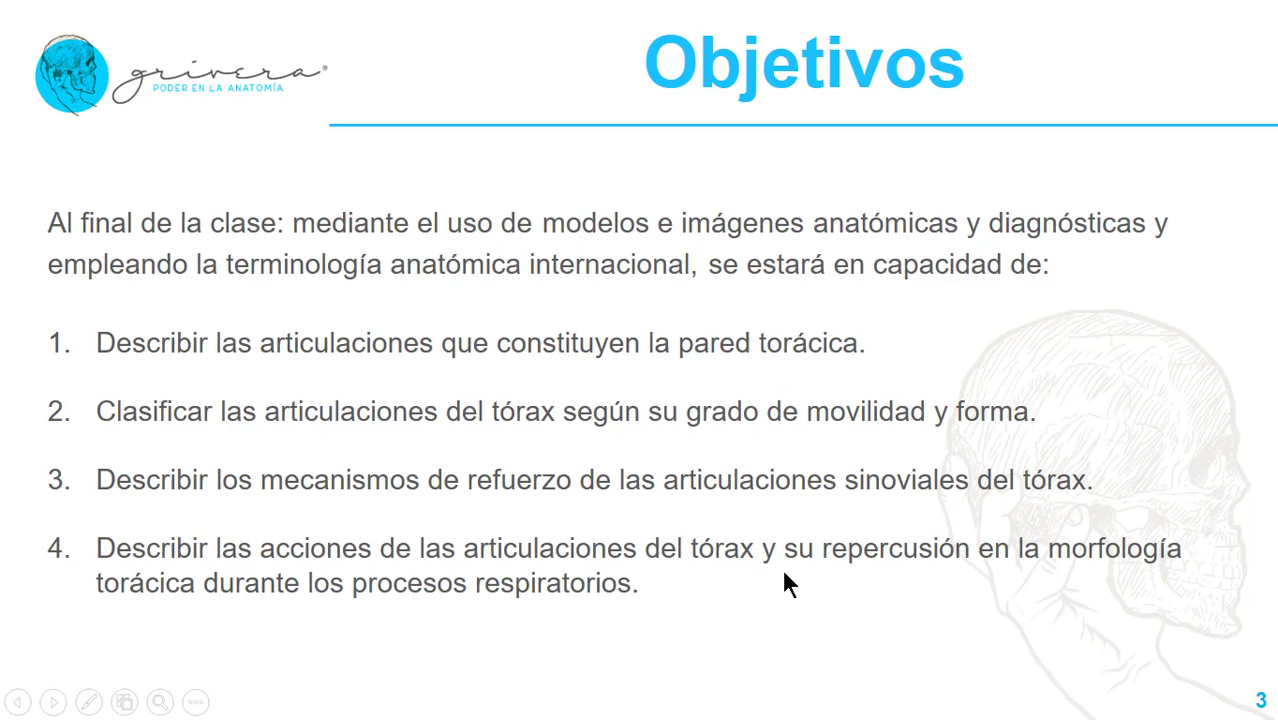 grivera®
PODER EN LA ANATOMÍA
Objetivos
Al final de la clase: mediante el uso de modelos e imágenes anatómicas y diagnósticas y
empleando la terminología anatómica internacional, se estará en capacidad de:
1. Describir las articulaciones que constituyen la pared torácica.
2. Clasificar las articulaciones del tórax según su grado de movilidad y forma.
3. Describir los mecanismos de refuerzo de las articulaciones sinoviales del tórax.
4. Describir las acciones de las articulaciones del tórax y su repercusión en la morfología
torácica durante los procesos respiratorios.
3